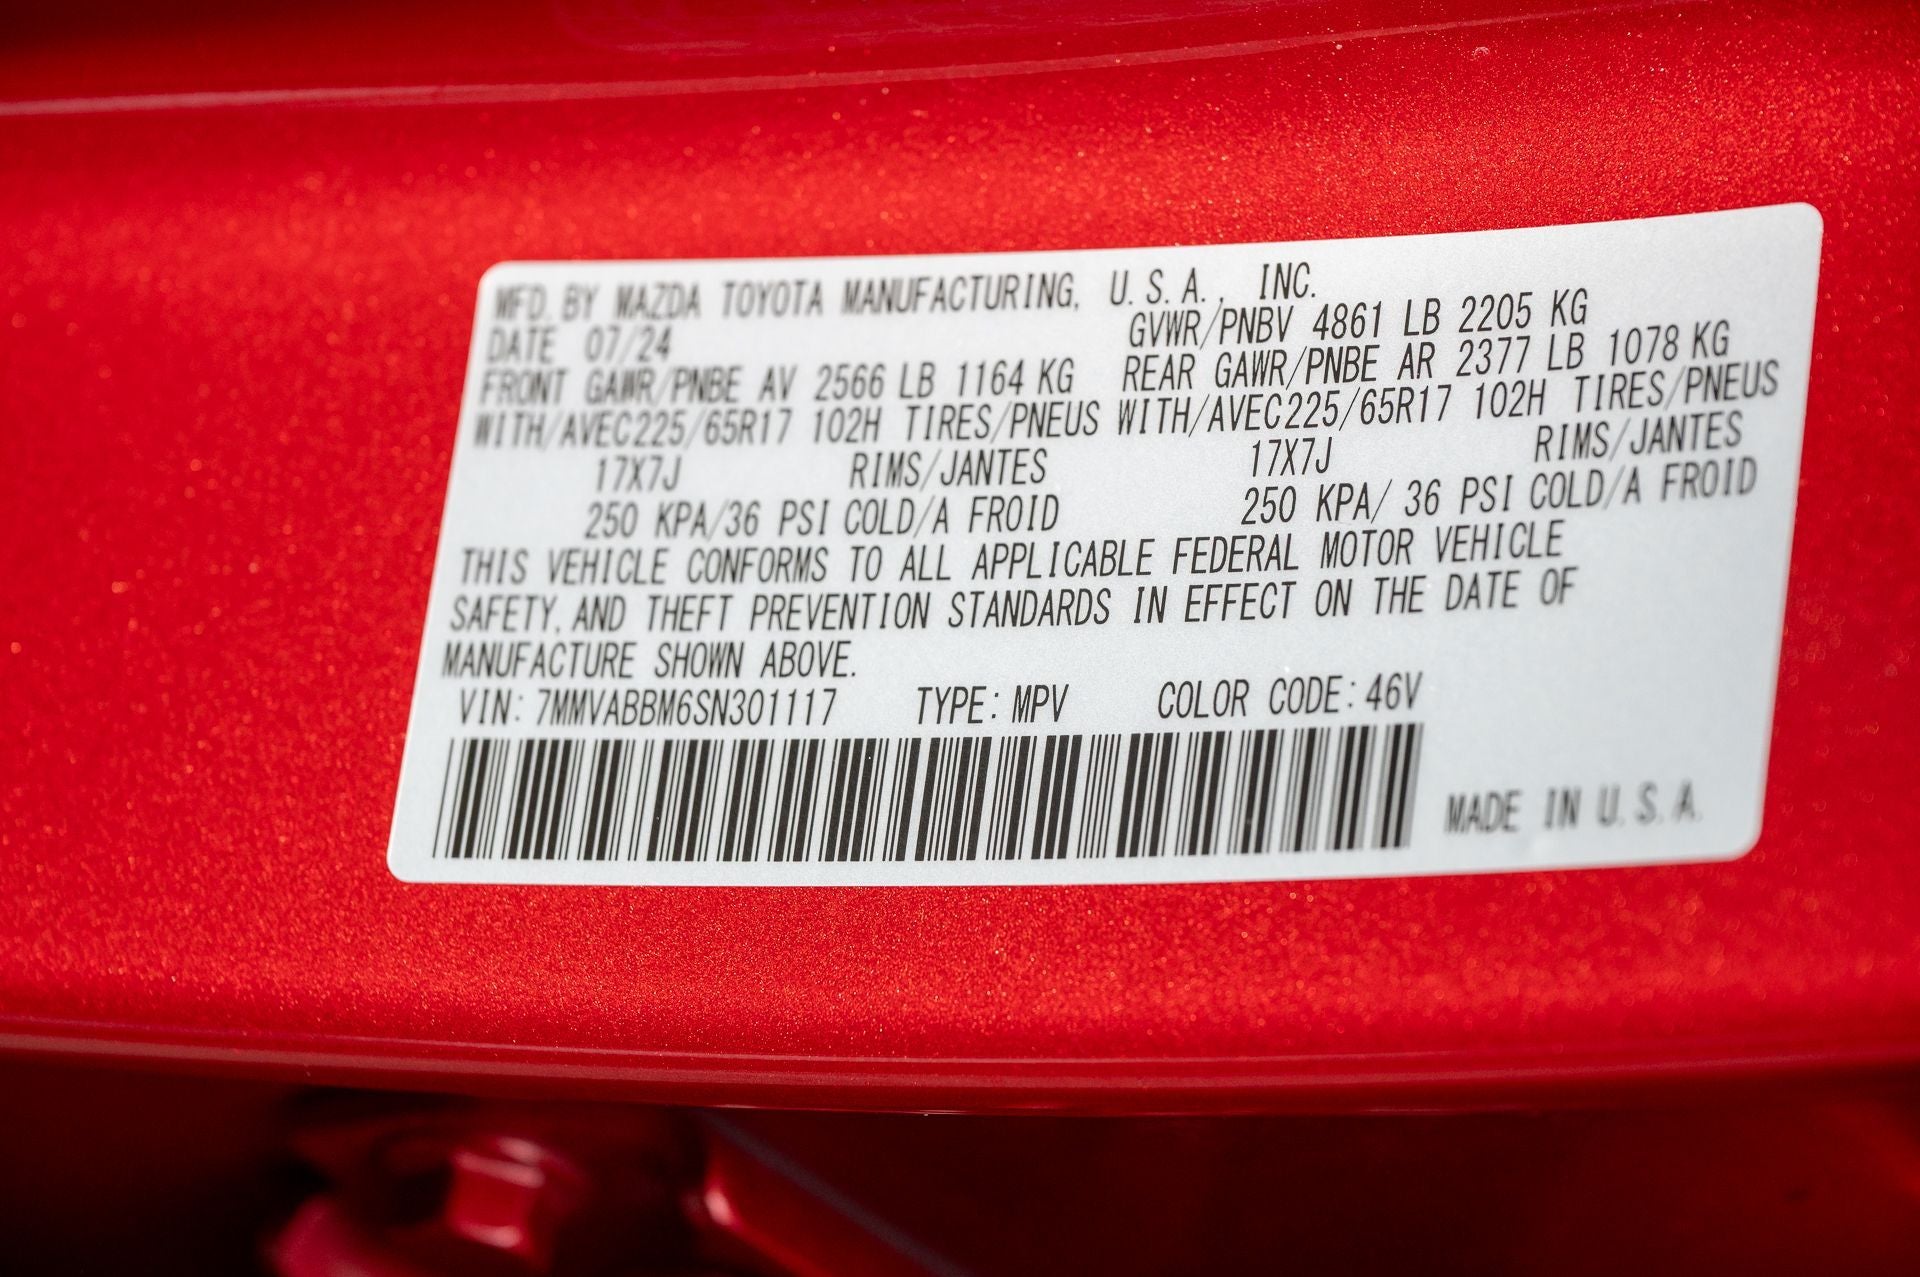 MFD. BY MAZDA TOYOTA MANUFACTURING, U.S.A., INC.
DATE 07/24 GVWR/PNBV 4861 LB 2205 KG
FRONT GAWR/PNBE AV 2566 LB 1164 KG REAR GAWR/PNBE AR 2377 LB 1078 KG
WITH/AVEC225/65R17 102H TIRES/PNEUS WITH/AVEC225/65R17 102H TIRES/PNEUS
17X7J RIMS/JANTES 17X7J RIMS/JANTES
250 KPA/36 PSI COLD/A FROID 250 KPA/ 36 PSI COLD/A FROID
THIS VEHICLE CONFORMS TO ALL APPLICABLE FEDERAL MOTOR VEHICLE
SAFETY, AND THEFT PREVENTION STANDARDS IN EFFECT ON THE DATE OF
MANUFACTURE SHOWN ABOVE.
VIN: 7MMVABBM6SN301117 TYPE: MPV COLOR CODE: 46V
MADE IN U.S.A.